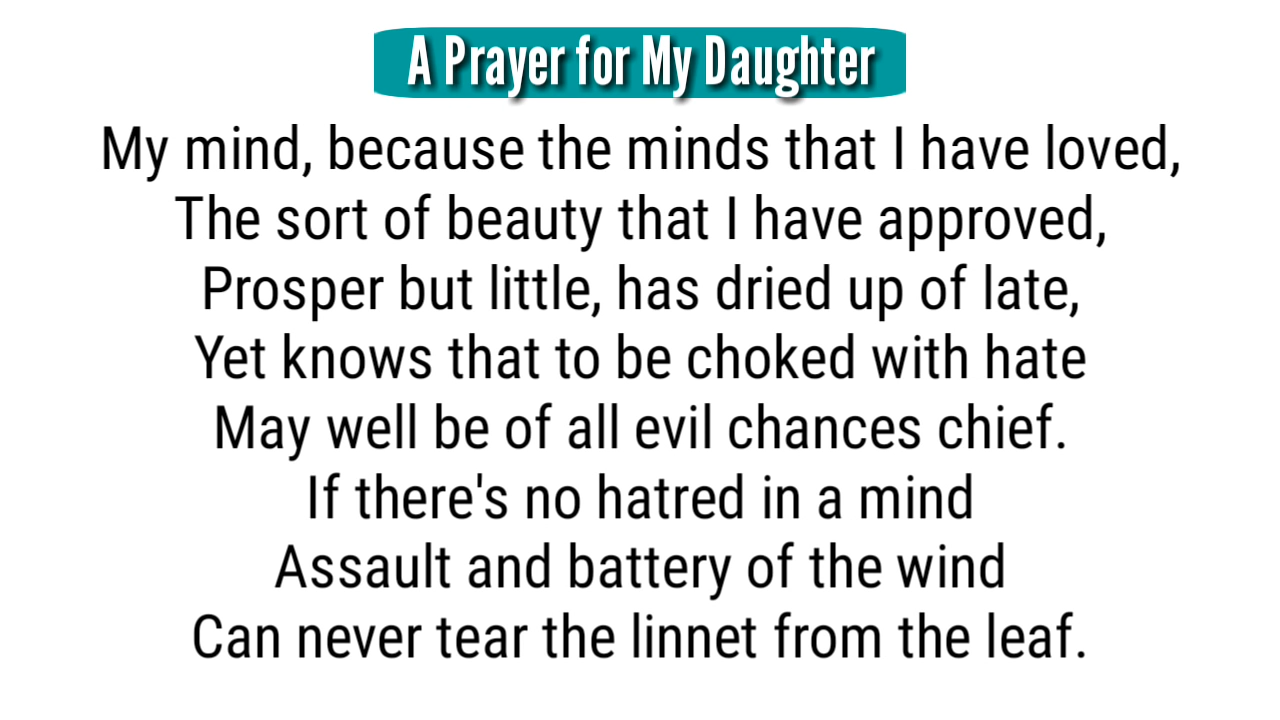 A Prayer for My Daughter
My mind, because the minds that I have loved,
The sort of beauty that I have approved,
Prosper but little, has dried up of late,
Yet knows that to be choked with hate
May well be of all evil chances chief.
If there's no hatred in a mind
Assault and battery of the wind
Can never tear the linnet from the leaf.